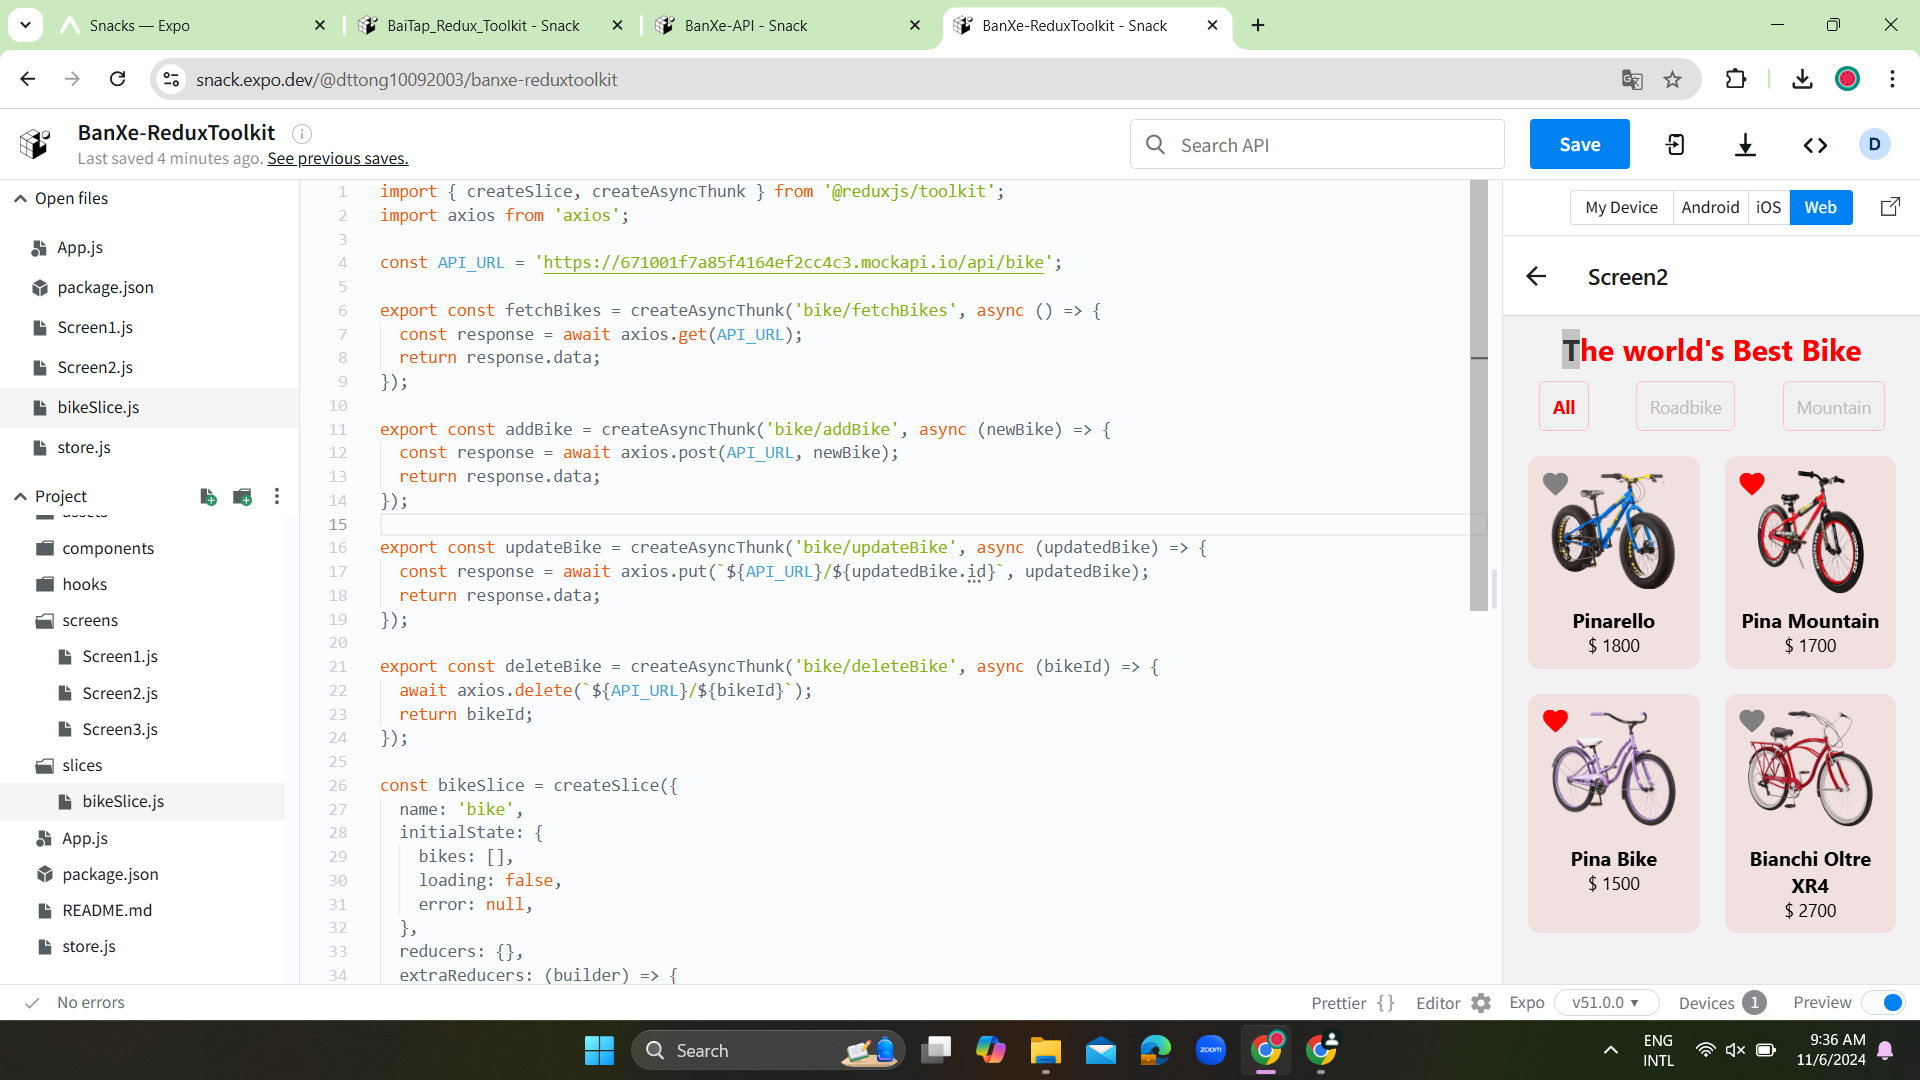 Snacks — Expo
BaiTap_Redux_Toolkit - Snack
BanXe-API - Snack
BanXe-ReduxToolkit - Snack
snack.expo.dev/@dttong10092003/banxe-reduxtoolkit
BanXe-ReduxToolkit
Last saved 4 minutes ago. See previous saves.
Search API
Save
D
Open files
App.js
package.json
Screen1.js
Screen2.js
bikeSlice.js
store.js
Project
assets
components
hooks
screens
Screen1.js
Screen2.js
Screen3.js
slices
bikeSlice.js
App.js
package.json
README.md
store.js
1 import { createSlice, createAsyncThunk } from '@reduxjs/toolkit';
2 import axios from 'axios';
3
4 const API_URL = 'https://671001f7a85f4164ef2cc4c3.mockapi.io/api/bike';
5
6 export const fetchBikes = createAsyncThunk('bike/fetchBikes', async () => {
7 const response = await axios.get(API_URL);
8 return response.data;
9 });
10
11 export const addBike = createAsyncThunk('bike/addBike', async (newBike) => {
12 const response = await axios.post(API_URL, newBike);
13 return response.data;
14 });
15
16 export const updateBike = createAsyncThunk('bike/updateBike', async (updatedBike) => {
17 const response = await axios.put(`${API_URL}/${updatedBike.id}`, updatedBike);
18 return response.data;
19 });
20
21 export const deleteBike = createAsyncThunk('bike/deleteBike', async (bikeId) => {
22 await axios.delete(`${API_URL}/${bikeId}`);
23 return bikeId;
24 });
25
26 const bikeSlice = createSlice({
27 name: 'bike',
28 initialState: {
29 bikes: [],
30 loading: false,
31 error: null,
32 },
33 reducers: {},
34 extraReducers: (builder) => {
My Device
Android
iOS
Web
Screen2
The world's Best Bike
All
Roadbike
Mountain
Pinarello
$ 1800
Pina Mountain
$ 1700
Pina Bike
$ 1500
Bianchi Oltre
XR4
$ 2700
No errors
Prettier { }
Editor
Expo
v51.0.0
Devices 1
Preview
Search
zoom
ENG
INTL
9:36 AM
11/6/2024